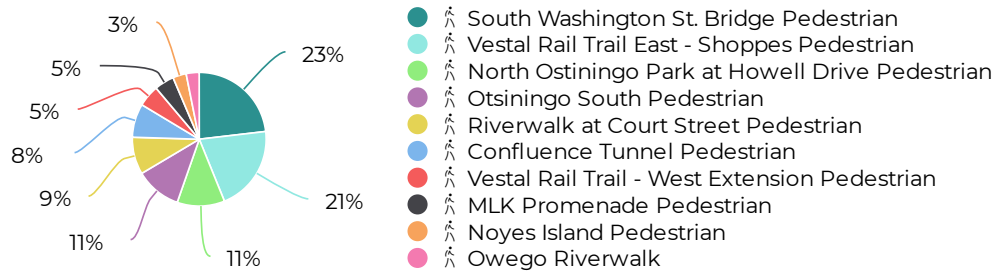 3%
5%
5%
8%
9%
11%
11%
21%
23%
South Washington St. Bridge Pedestrian
Vestal Rail Trail East - Shoppes Pedestrian
North Ostiningo Park at Howell Drive Pedestrian
Otsiningo South Pedestrian
Riverwalk at Court Street Pedestrian
Confluence Tunnel Pedestrian
Vestal Rail Trail - West Extension Pedestrian
MLK Promenade Pedestrian
Noyes Island Pedestrian
Owego Riverwalk